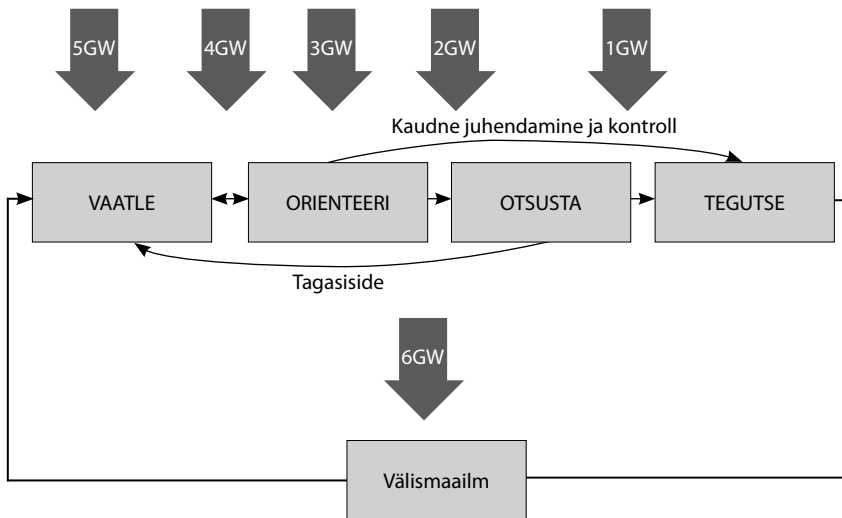 5GW
4GW
3GW
2GW
1GW
Kaudne juhendamine ja kontroll
VAATLE
ORIENTEERI
OTSUSTA
TEGUTSE
Tagasiside
6GW
Välismaailm